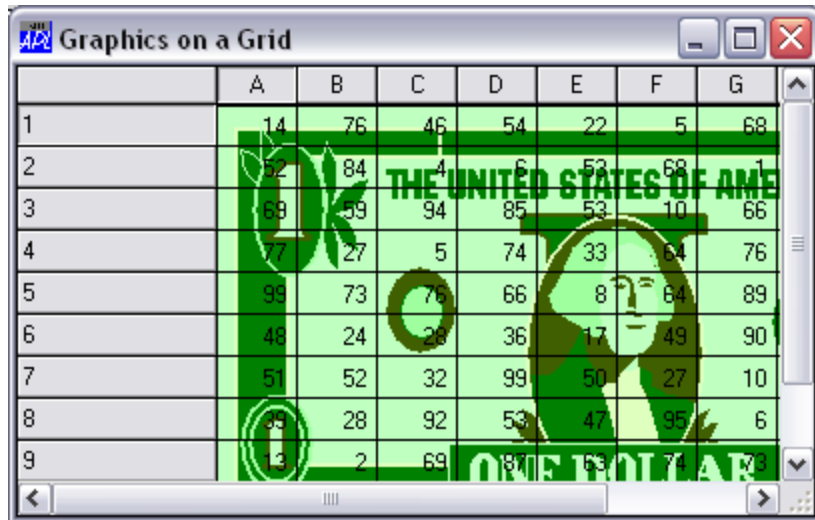 Graphics on a Grid
A B C D E F G
1 14 76 46 54 22 5 68
2 52 84 4 6 53 68 1
THE UNITED STATES OF AME
3 69 59 94 85 53 10 66
4 77 27 5 74 33 64 76
5 99 73 76 66 8 64 89
6 48 24 28 36 17 49 90
7 51 52 32 99 50 27 10
8 39 28 92 53 47 95 6
9 13 2 69 87 63 74 73
ONE DOLLAR